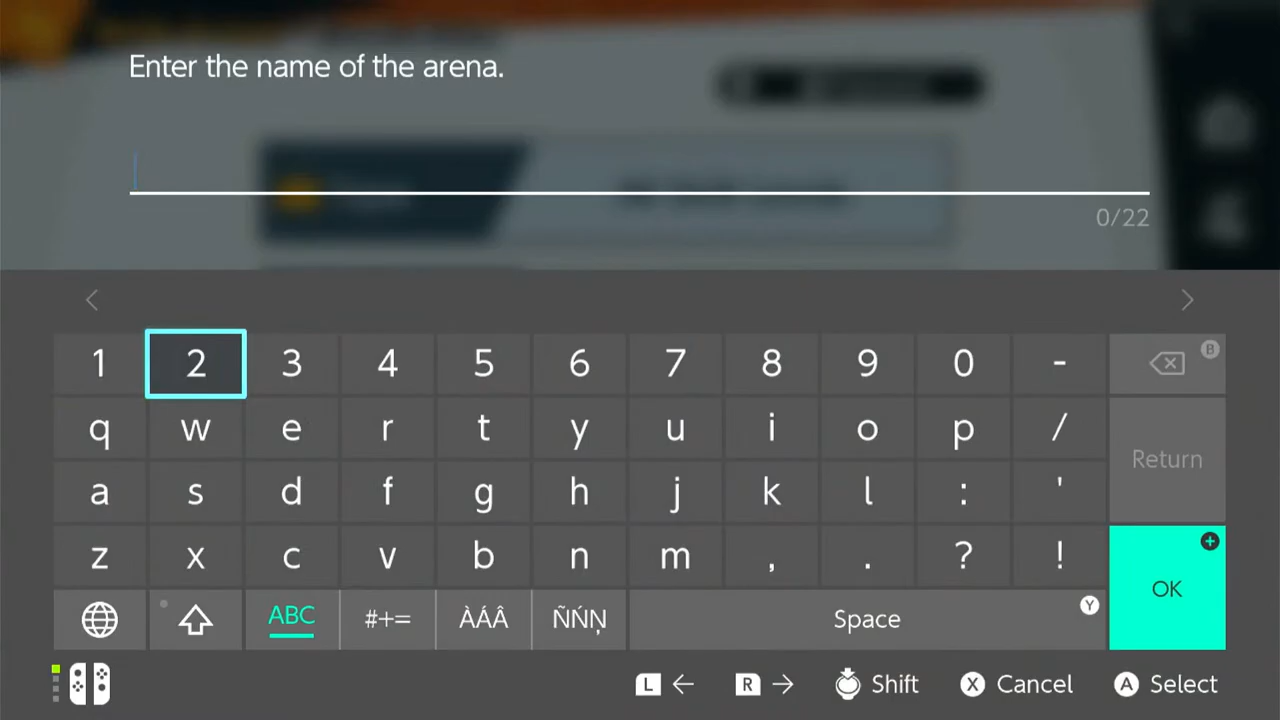 Enter the name of the arena.
0/22
< >
1 2 3 4 5 6 7 8 9 0 - B
q w e r t y u i o p /
Return
a s d f g h j k l : '
z x c v b n m , . ? ! +
OK
ABC #+= ÀÁÂ ÑŃŅ Space Y
L ← R → Shift X Cancel A Select